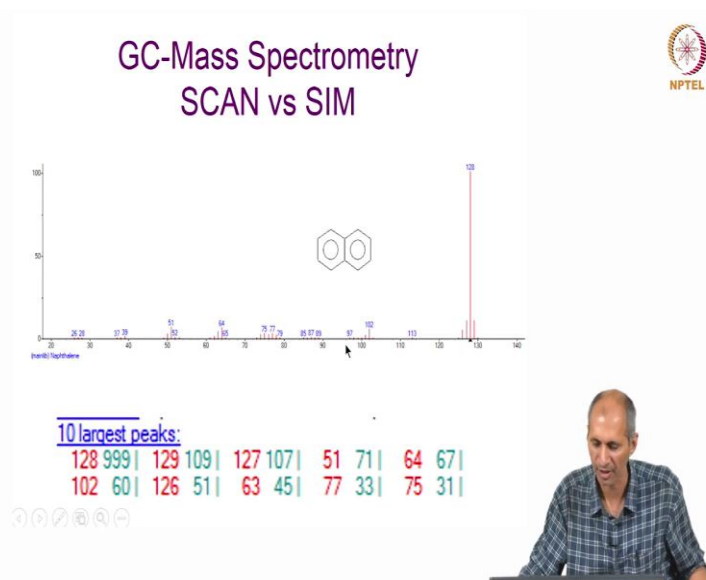 GC-Mass Spectrometry
SCAN vs SIM
NPTEL
100
128
50
51
64
75 77
102
26 28
37 39
52
65
79
85 87 89
97
113
0
20 30 40 50 60 70 80 90 100 110 120 130 140
(mainlib) Naphthalene
10 largest peaks:
128 999| 129 109| 127 107| 51 71| 64 67|
102 60| 126 51| 63 45| 77 33| 75 31|